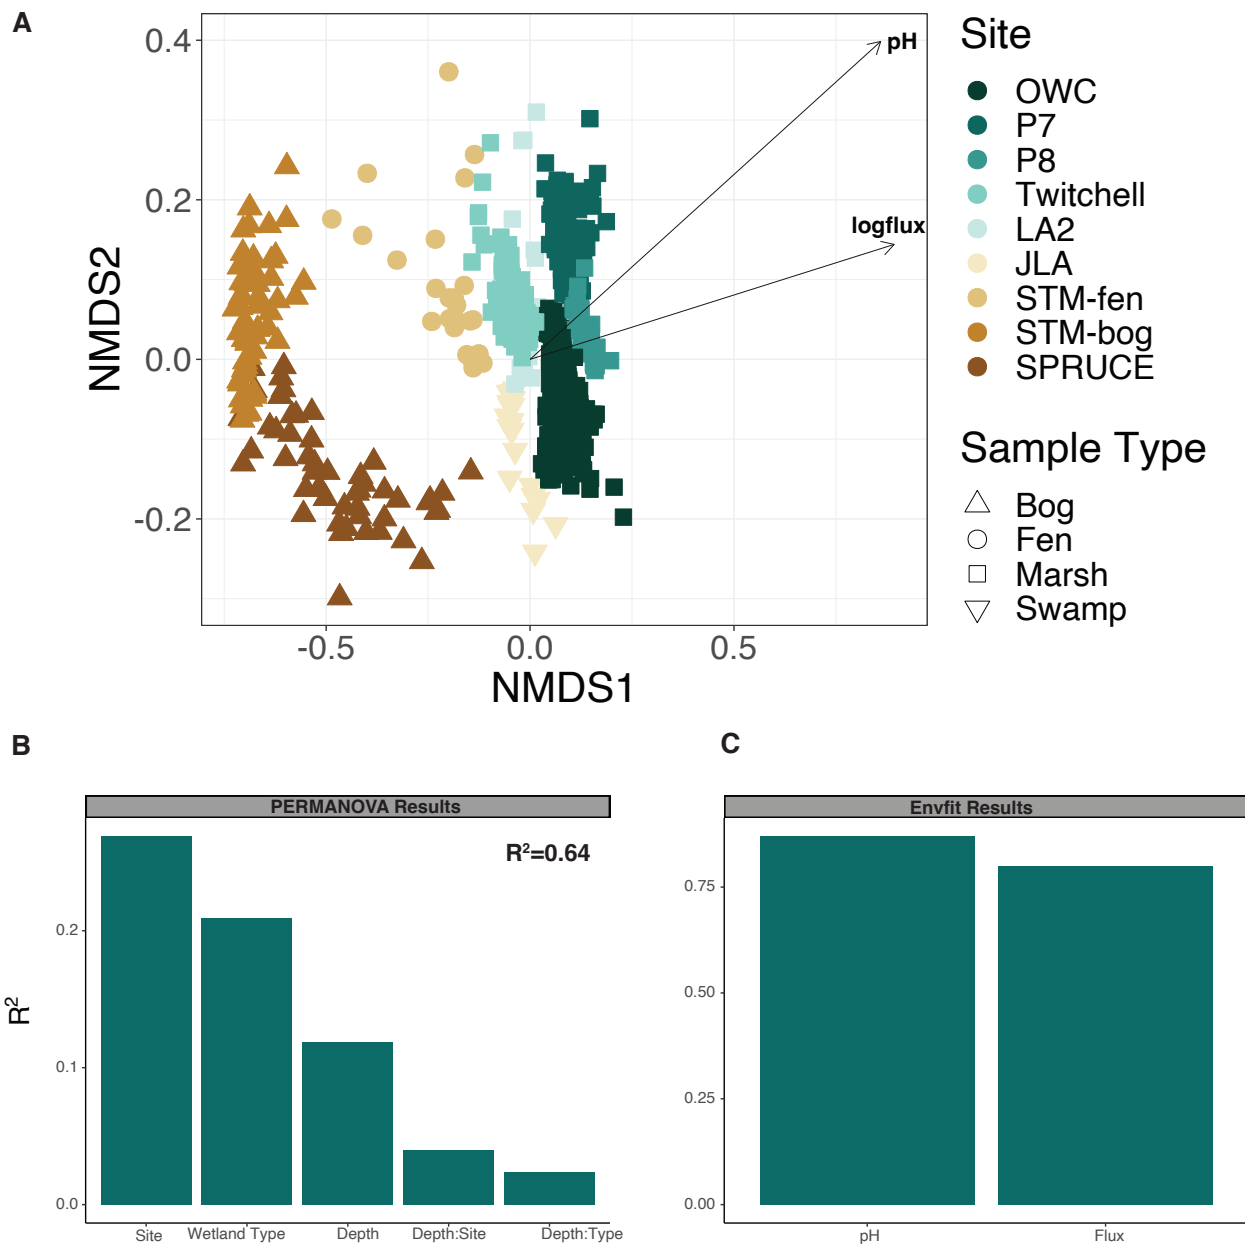 A
0.4
0.2
0.0
-0.2
NMDS2
-0.5
0.0
0.5
NMDS1
pH
logflux
Site
OWC
P7
P8
Twitchell
LA2
JLA
STM-fen
STM-bog
SPRUCE
Sample Type
Bog
Fen
Marsh
Swamp
B
PERMANOVA Results
R²=0.64
0.2
0.1
0.0
R²
Site
Wetland Type
Depth
Depth:Site
Depth:Type
C
Envfit Results
0.75
0.50
0.25
0.00
pH
Flux